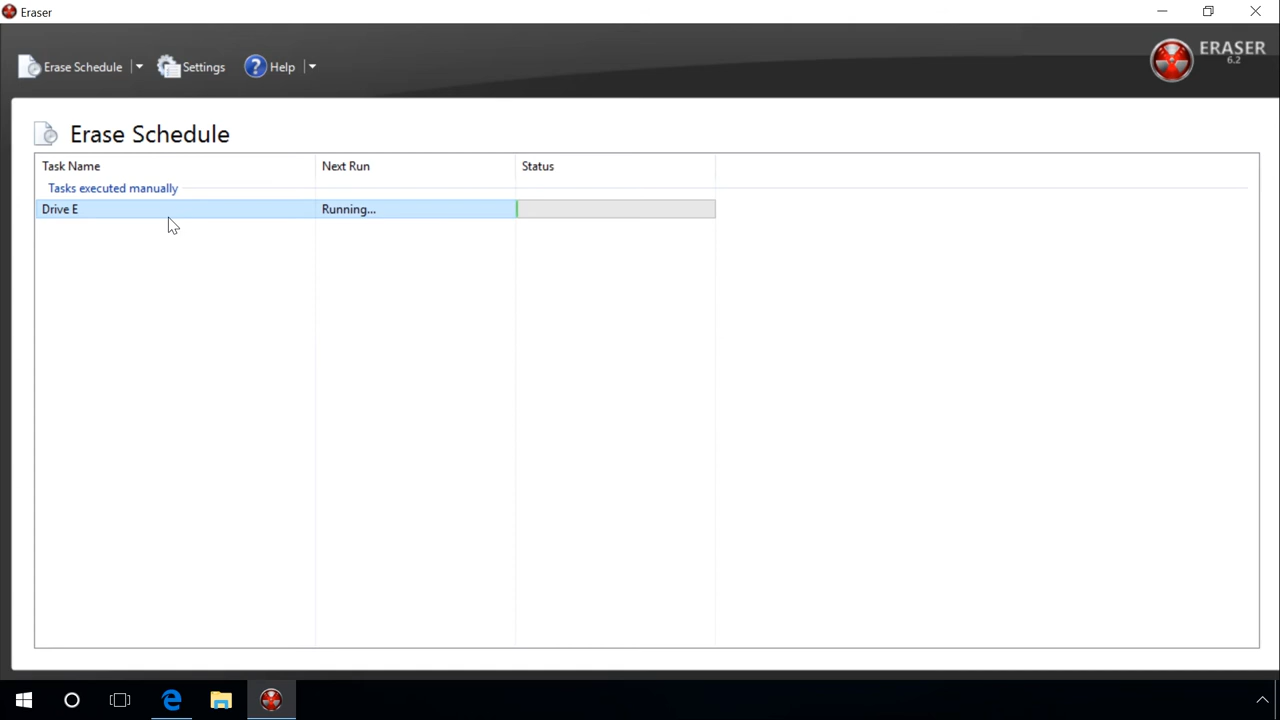 Eraser
Erase Schedule
Settings
Help
ERASER
6.2
Erase Schedule
Task Name Next Run Status
Tasks executed manually
Drive E Running...